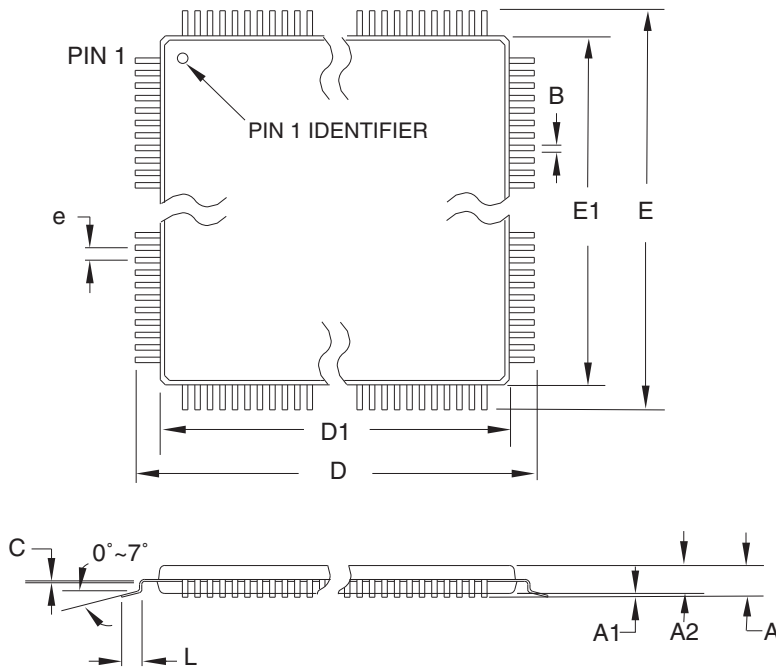 PIN 1
PIN 1 IDENTIFIER
B
e
E1
E
D1
D
C
0°~7°
L
A1
A2
A